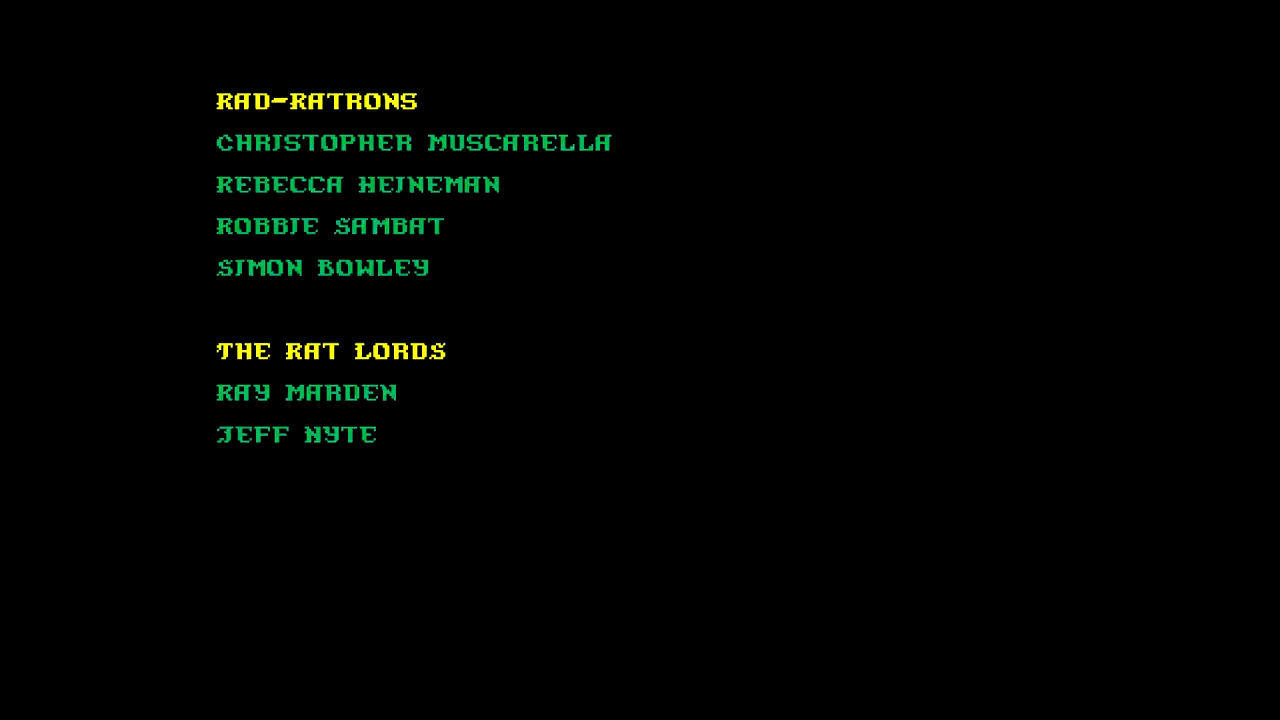 RAD-RATRONS
CHRISTOPHER MUSCARELLA
REBECCA HEINEMAN
ROBBIE SAMBAT
SIMON BOWLEY
THE RAT LORDS
RAY MARDEN
JEFF NYTE